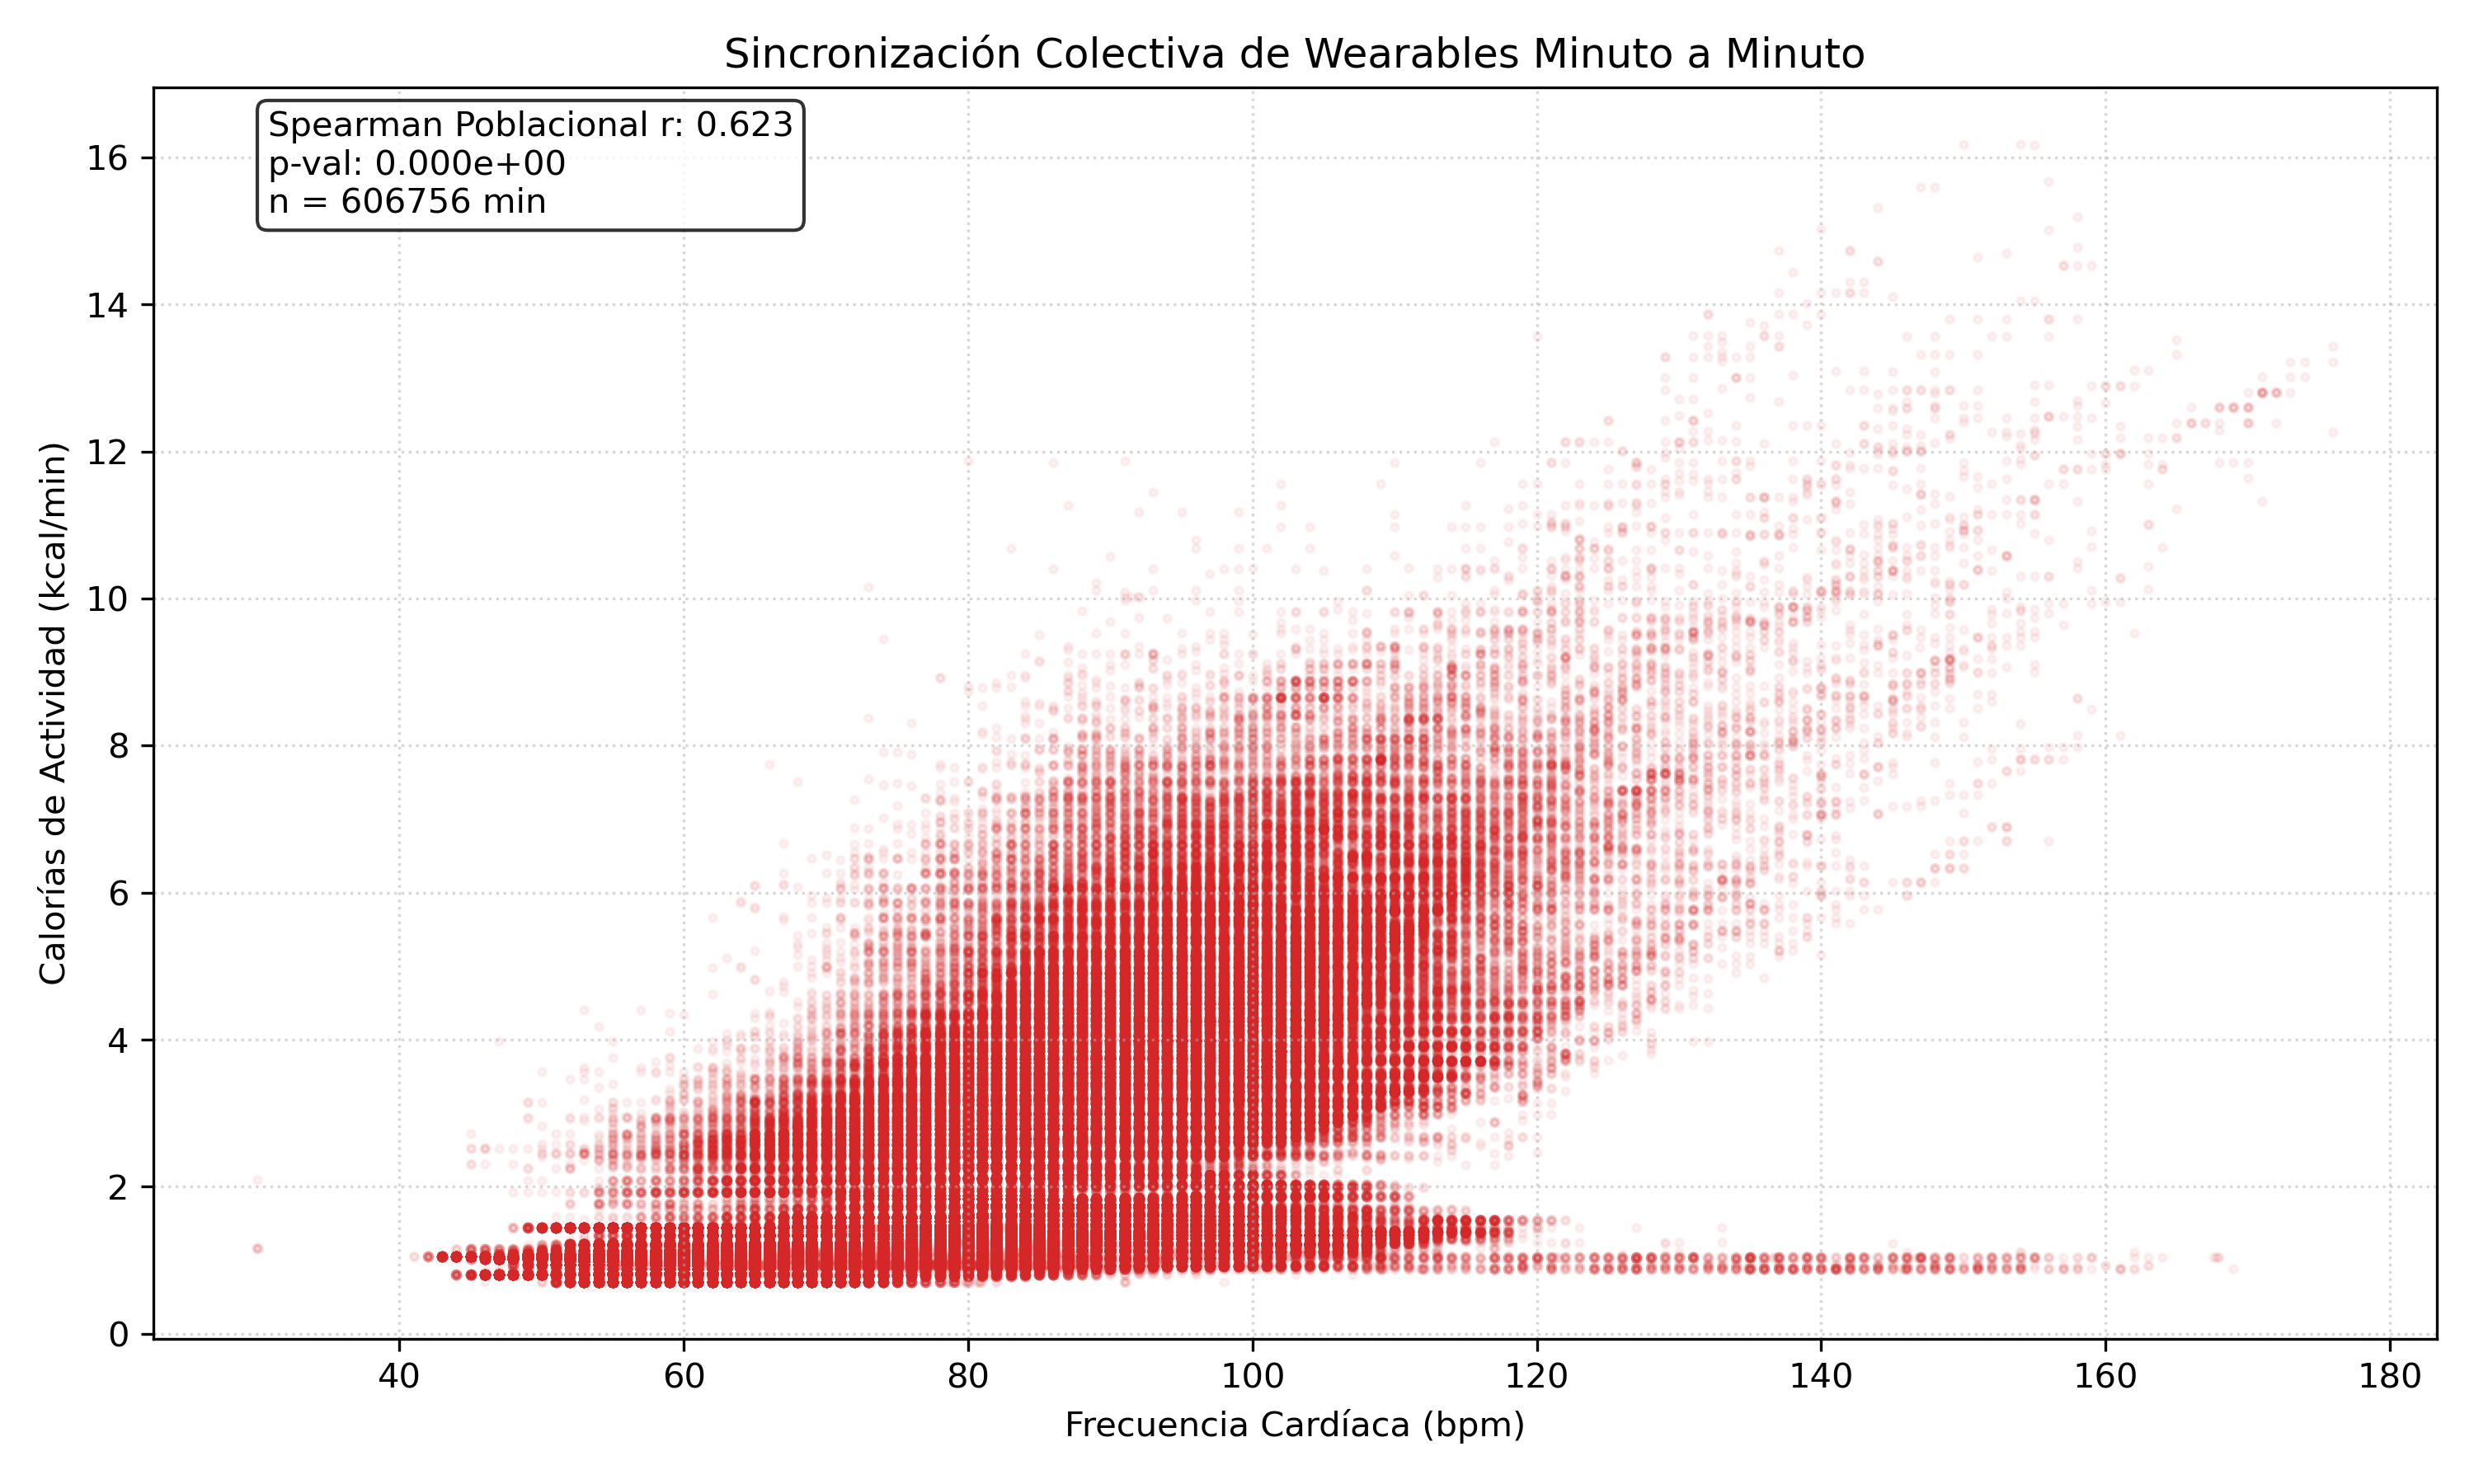 Sincronización Colectiva de Wearables Minuto a Minuto
Spearman Poblacional r: 0.623
p-val: 0.000e+00
n = 606756 min
Calorías de Actividad (kcal/min)
16
14
12
10
8
6
4
2
0
40 60 80 100 120 140 160 180
Frecuencia Cardíaca (bpm)